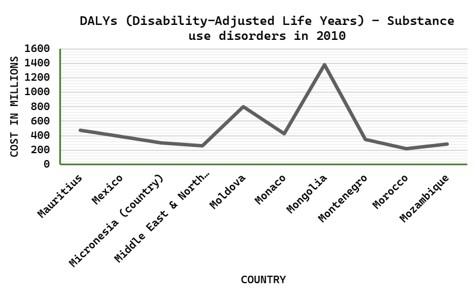 DALYs (Disability-Adjusted Life Years) - Substance
use disorders in 2010
COST IN MILLIONS
1600
1400
1200
1000
800
600
400
200
0
Mauritius
Mexico
Micronesia (country)
Middle East & North…
Moldova
Monaco
Mongolia
Montenegro
Morocco
Mozambique
COUNTRY